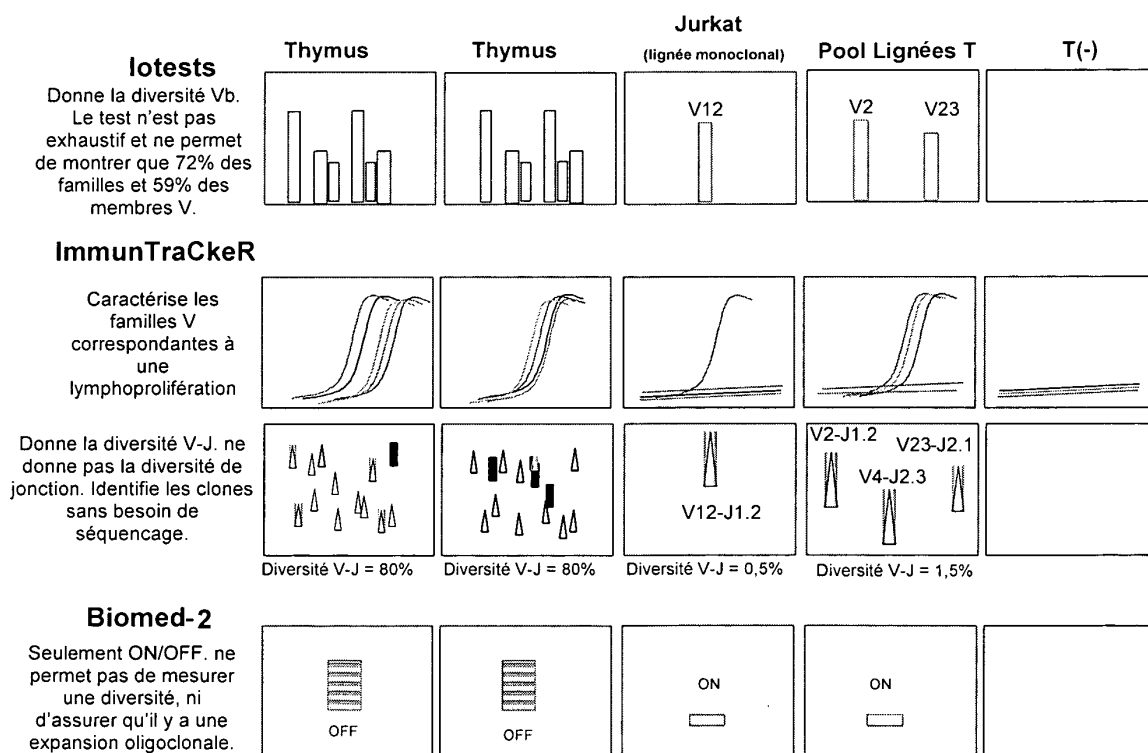 Thymus
Thymus
Jurkat
(lignée monoclonal)
Pool Lignées T
T(-)
Iotests
Donne la diversité Vb.
Le test n'est pas
exhaustif et ne permet
de montrer que 72% des
familles et 59% des
membres V.
V12
V2
V23
ImmunTraCkeR
Caractérise les
familles V
correspondantes à
une
lymphoprolifération
Donne la diversité V-J. ne
donne pas la diversité de
jonction. Identifie les clones
sans besoin de
séquencage.
V12-J1.2
V2-J1.2
V23-J2.1
V4-J2.3
Diversité V-J = 80%
Diversité V-J = 80%
Diversité V-J = 0,5%
Diversité V-J = 1,5%
Biomed-2
Seulement ON/OFF. ne
permet pas de mesurer
une diversité, ni
d'assurer qu'il y a une
expansion oligoclonale.
OFF
OFF
ON
ON